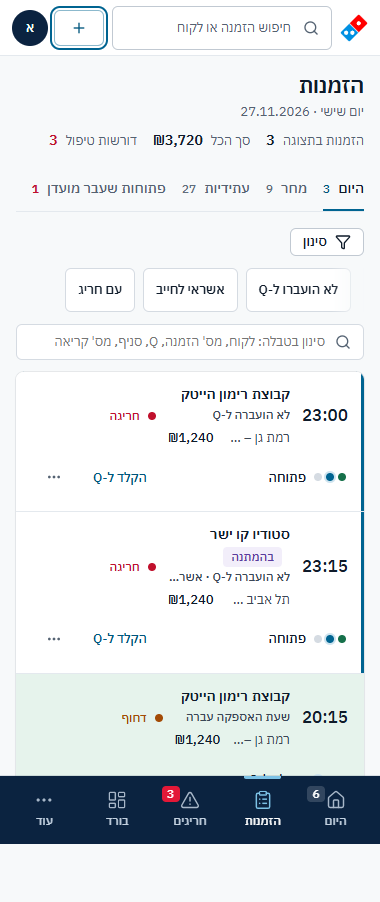 חיפוש הזמנה או לקוח
א
הזמנות
יום שישי · 27.11.2026
הזמנות בתצוגה 3 סך הכל ₪3,720 דורשות טיפול 3
היום 3 מחר 9 עתידיות 27 פתוחות שעבר מועדן 1
סינון
לא הועברו ל-Q אשראי לחייב עם חריג
סינון בטבלה: לקוח, מס' הזמנה, Q, סניף, מס' קריאה
קבוצת רימון הייטק
23:00 לא הועברה ל-Q חריגה
רמת גן – ... ₪1,240
פתוחה הקלד ל-Q ...
סטודיו קו ישר
בהמתנה
23:15 לא הועברה ל-Q · אשר... חריגה
תל אביב ... ₪1,240
פתוחה הקלד ל-Q ...
קבוצת רימון הייטק
20:15 שעת האספקה עברה דחוף
רמת גן –... ₪1,240
6 3
היום הזמנות חריגים בורד עוד